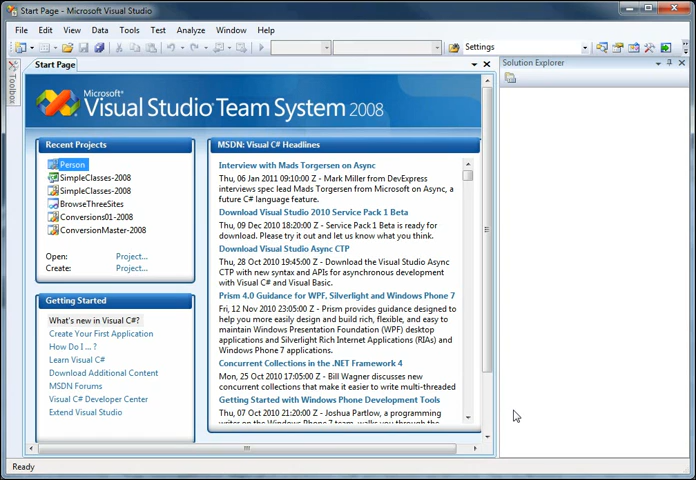 Start Page - Microsoft Visual Studio
File Edit View Data Tools Test Analyze Window Help
Settings
Toolbox
Start Page
Solution Explorer
Microsoft®
Visual Studio® Team System 2008
Recent Projects
Person
SimpleClasses-2008
SimpleClasses-2008
BrowseThreeSites
Conversions01-2008
ConversionMaster-2008
Open: Project...
Create: Project...
Getting Started
What's new in Visual C#?
Create Your First Application
How Do I ... ?
Learn Visual C#
Download Additional Content
MSDN Forums
Visual C# Developer Center
Extend Visual Studio
MSDN: Visual C# Headlines
Interview with Mads Torgersen on Async
Thu, 06 Jan 2011 09:10:00 Z - Mark Miller from DevExpress
interviews spec lead Mads Torgersen from Microsoft on Async, a
future C# language feature.
Download Visual Studio 2010 Service Pack 1 Beta
Thu, 09 Dec 2010 18:20:00 Z - Service Pack 1 Beta is ready for
download. Please try it out and let us know what you think.
Download Visual Studio Async CTP
Thu, 28 Oct 2010 19:45:00 Z - Download the Visual Studio Async
CTP with new syntax and APIs for asynchronous development
with Visual C# and Visual Basic.
Prism 4.0 Guidance for WPF, Silverlight and Windows Phone 7
Fri, 12 Nov 2010 23:05:00 Z - Prism provides guidance designed to
help you more easily design and build rich, flexible, and easy to
maintain Windows Presentation Foundation (WPF) desktop
applications and Silverlight Rich Internet Applications (RIAs) and
Windows Phone 7 applications.
Concurrent Collections in the .NET Framework 4
Mon, 25 Oct 2010 17:05:00 Z - Bill Wagner discusses new
concurrent collections that make it easier to write multi-threaded
Getting Started with Windows Phone Development Tools
Thu, 07 Oct 2010 21:20:00 Z - Joshua Partlow, a programming
writer on the Windows Phone 7 team, walks you through the
Ready